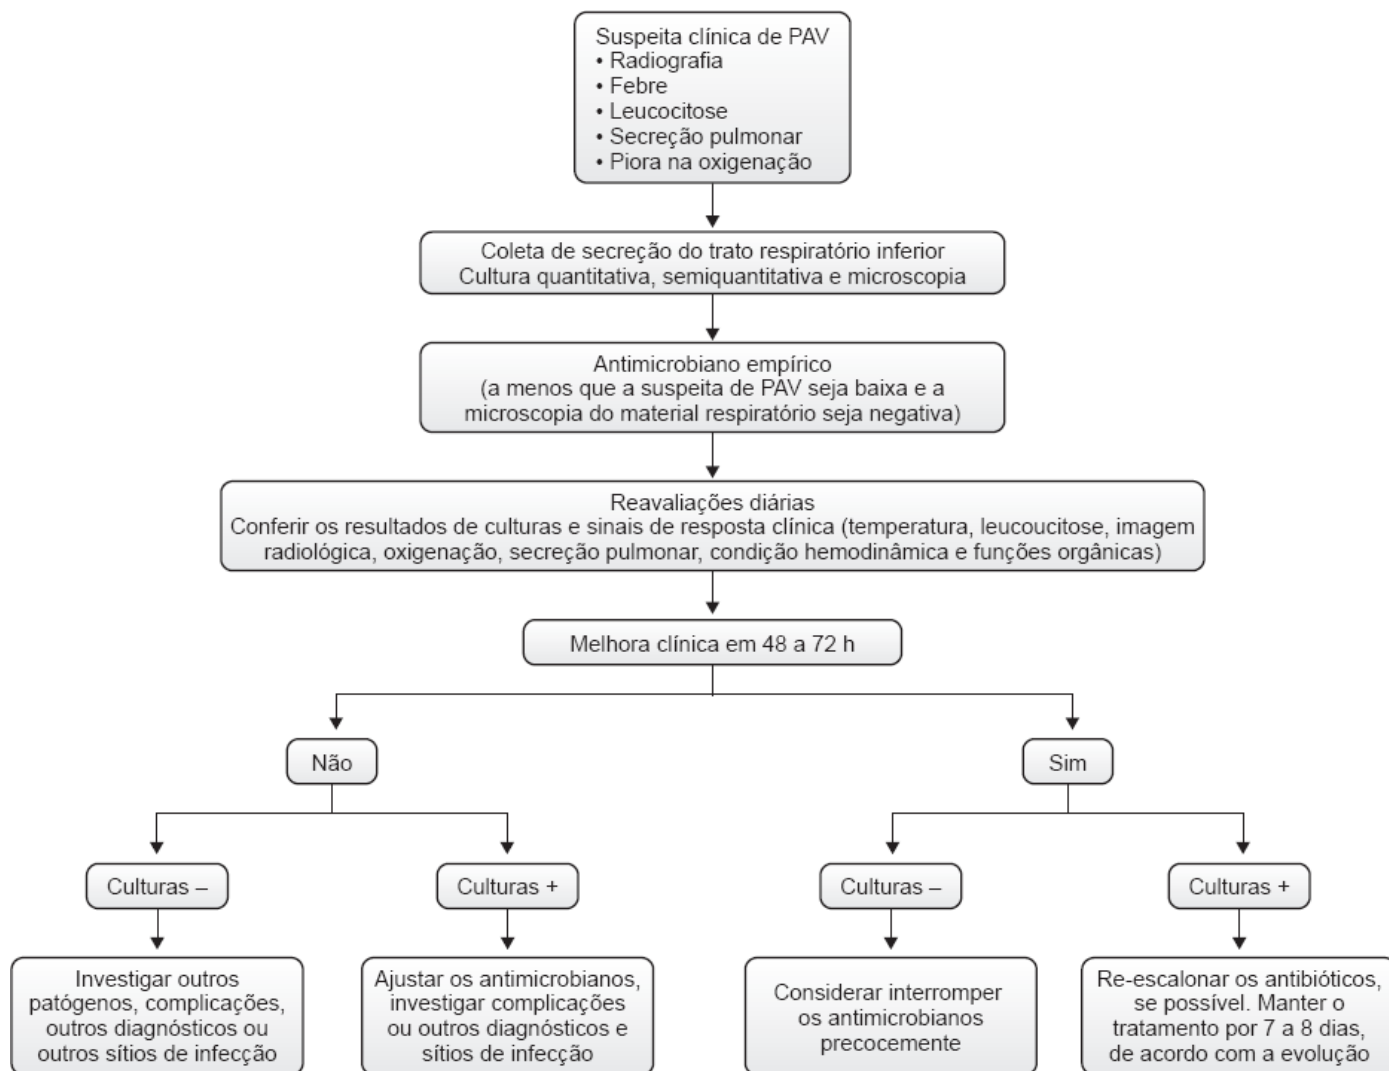 Suspeita clínica de PAV
• Radiografia
• Febre
• Leucocitose
• Secreção pulmonar
• Piora na oxigenação
Coleta de secreção do trato respiratório inferior
Cultura quantitativa, semiquantitativa e microscopia
Antimicrobiano empírico
(a menos que a suspeita de PAV seja baixa e a
microscopia do material respiratório seja negativa)
Reavaliações diárias
Conferir os resultados de culturas e sinais de resposta clínica (temperatura, leucoucitose, imagem
radiológica, oxigenação, secreção pulmonar, condição hemodinâmica e funções orgânicas)
Melhora clínica em 48 a 72 h
Não
Sim
Culturas –
Culturas +
Culturas –
Culturas +
Investigar outros
patógenos, complicações,
outros diagnósticos ou
outros sítios de infecção
Ajustar os antimicrobianos,
investigar complicações
ou outros diagnósticos e
sítios de infecção
Considerar interromper
os antimicrobianos
precocemente
Re-escalonar os antibióticos,
se possível. Manter o
tratamento por 7 a 8 dias,
de acordo com a evolução